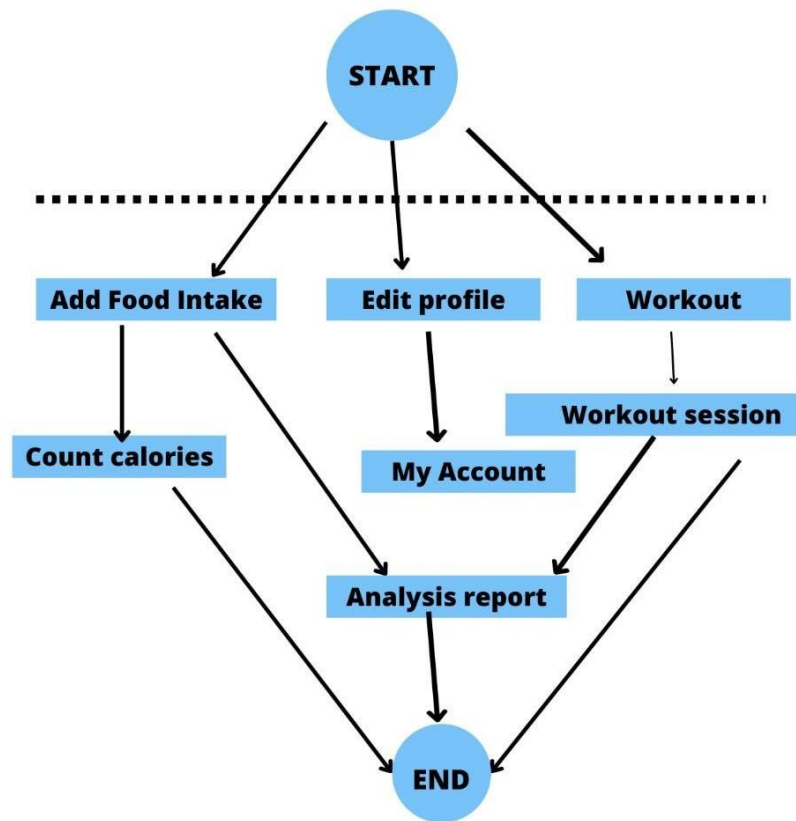 START
Add Food Intake
Edit profile
Workout
Workout session
Count calories
My Account
Analysis report
END